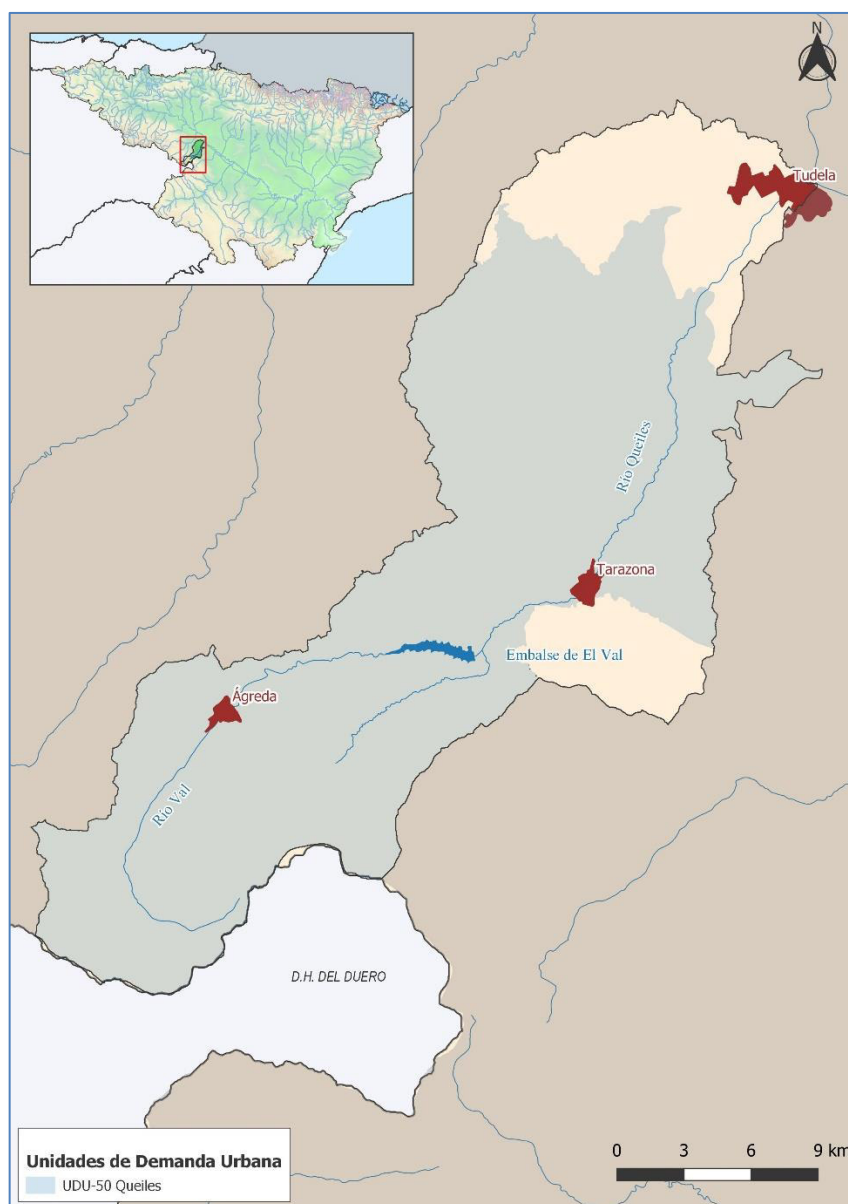 N
Tudela
Río Queiles
Tarazona
Embalse de El Val
Ágreda
Río Val
D.H. DEL DUERO
Unidades de Demanda Urbana
UDU-50 Queiles
0 3 6 9 km